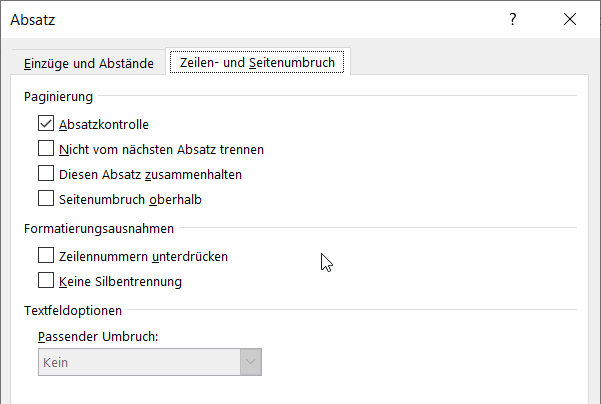 Absatz
Einzüge und Abstände Zeilen- und Seitenumbruch
Paginierung
Absatzkontrolle
Nicht vom nächsten Absatz trennen
Diesen Absatz zusammenhalten
Seitenumbruch oberhalb
Formatierungsausnahmen
Zeilennummern unterdrücken
Keine Silbentrennung
Textfeldoptionen
Passender Umbruch:
Kein